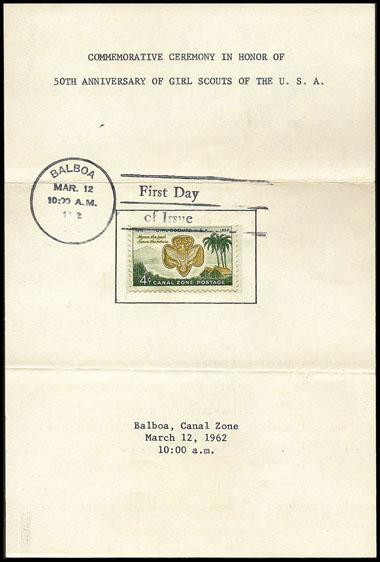 COMMEMORATIVE CEREMONY IN HONOR OF
50TH ANNIVERSARY OF GIRL SCOUTS OF THE U. S. A.
BALBOA
MAR. 12
10:00 A.M.
First Day
of Issue
GIRL SCOUTS U.S.A.
4¢ CANAL ZONE POSTAGE
Balboa, Canal Zone
March 12, 1962
10:00 a.m.